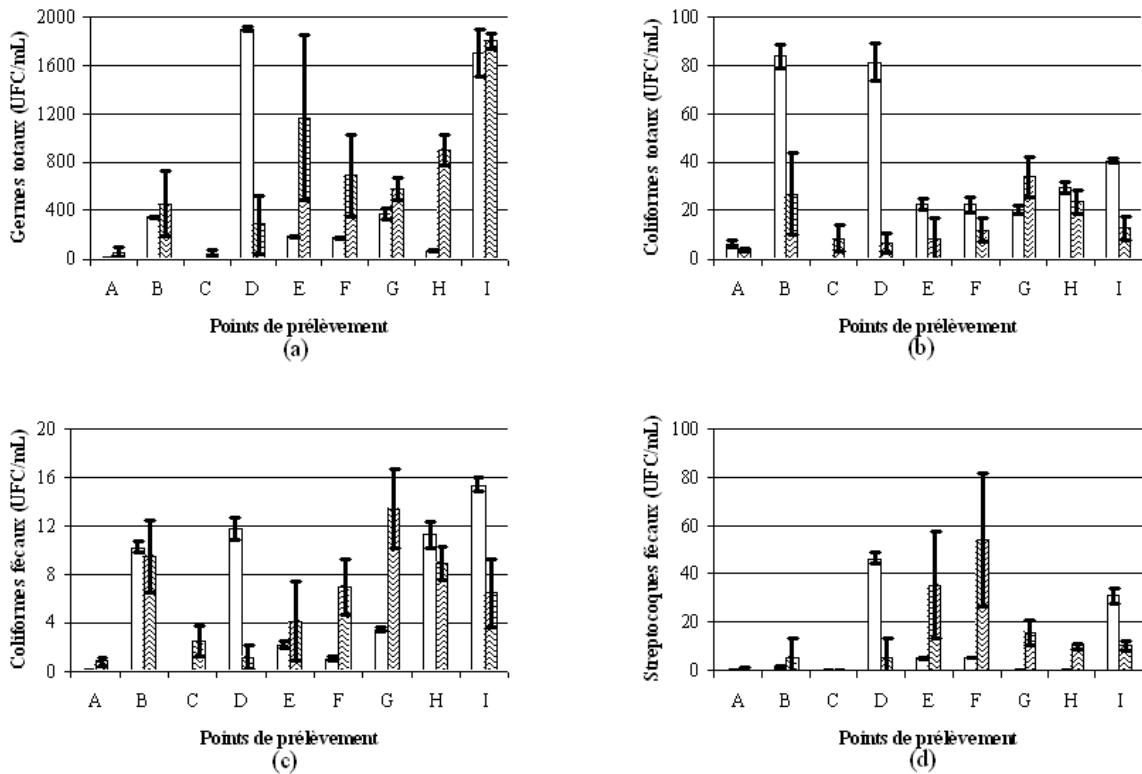 Germes totaux (UFC/mL)
2000
1600
1200
800
400
0
A B C D E F G H I
Points de prélèvement
(a)
Coliformes totaux (UFC/mL)
100
80
60
40
20
0
A B C D E F G H I
Points de prélèvement
(b)
Coliformes fécaux (UFC/mL)
20
16
12
8
4
0
A B C D E F G H I
Points de prélèvement
(c)
Streptocoques fécaux (UFC/mL)
100
80
60
40
20
0
A B C D E F G H I
Points de prélèvement
(d)